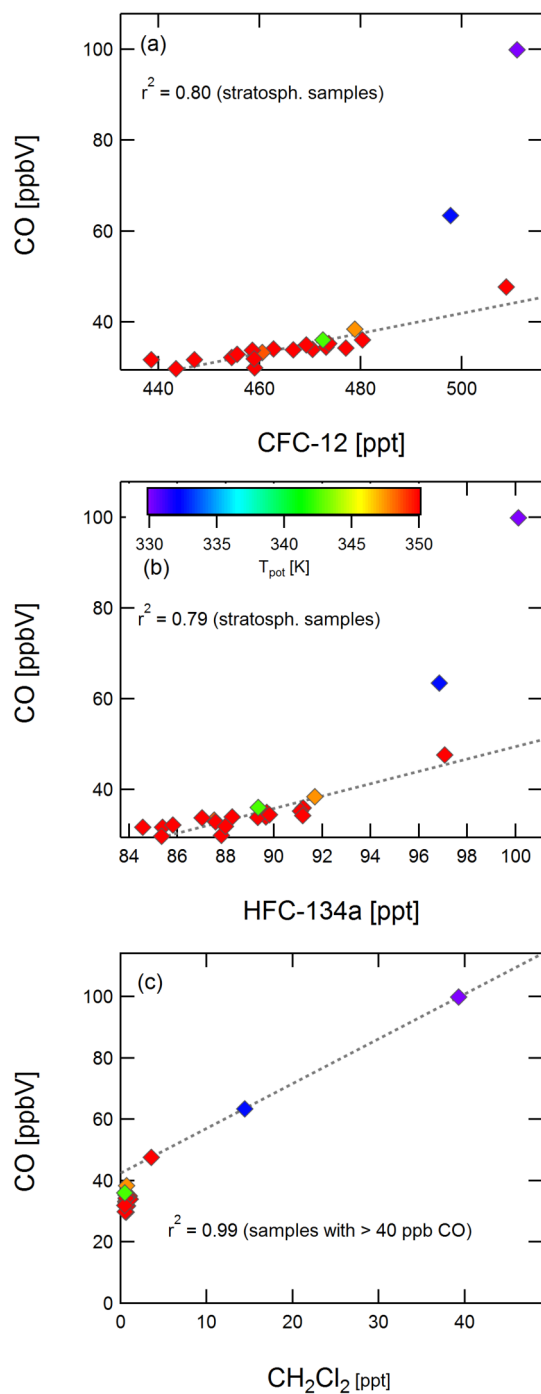 (a)
r² = 0.80 (stratosph. samples)
100
80
60
40
CO [ppbV]
440 460 480 500
CFC-12 [ppt]
330 335 340 345 350
T_pot [K]
(b)
r² = 0.79 (stratosph. samples)
100
80
60
40
CO [ppbV]
84 86 88 90 92 94 96 98 100
HFC-134a [ppt]
(c)
100
80
60
40
20
0
CO [ppbV]
r² = 0.99 (samples with > 40 ppb CO)
0 10 20 30 40
CH₂Cl₂ [ppt]